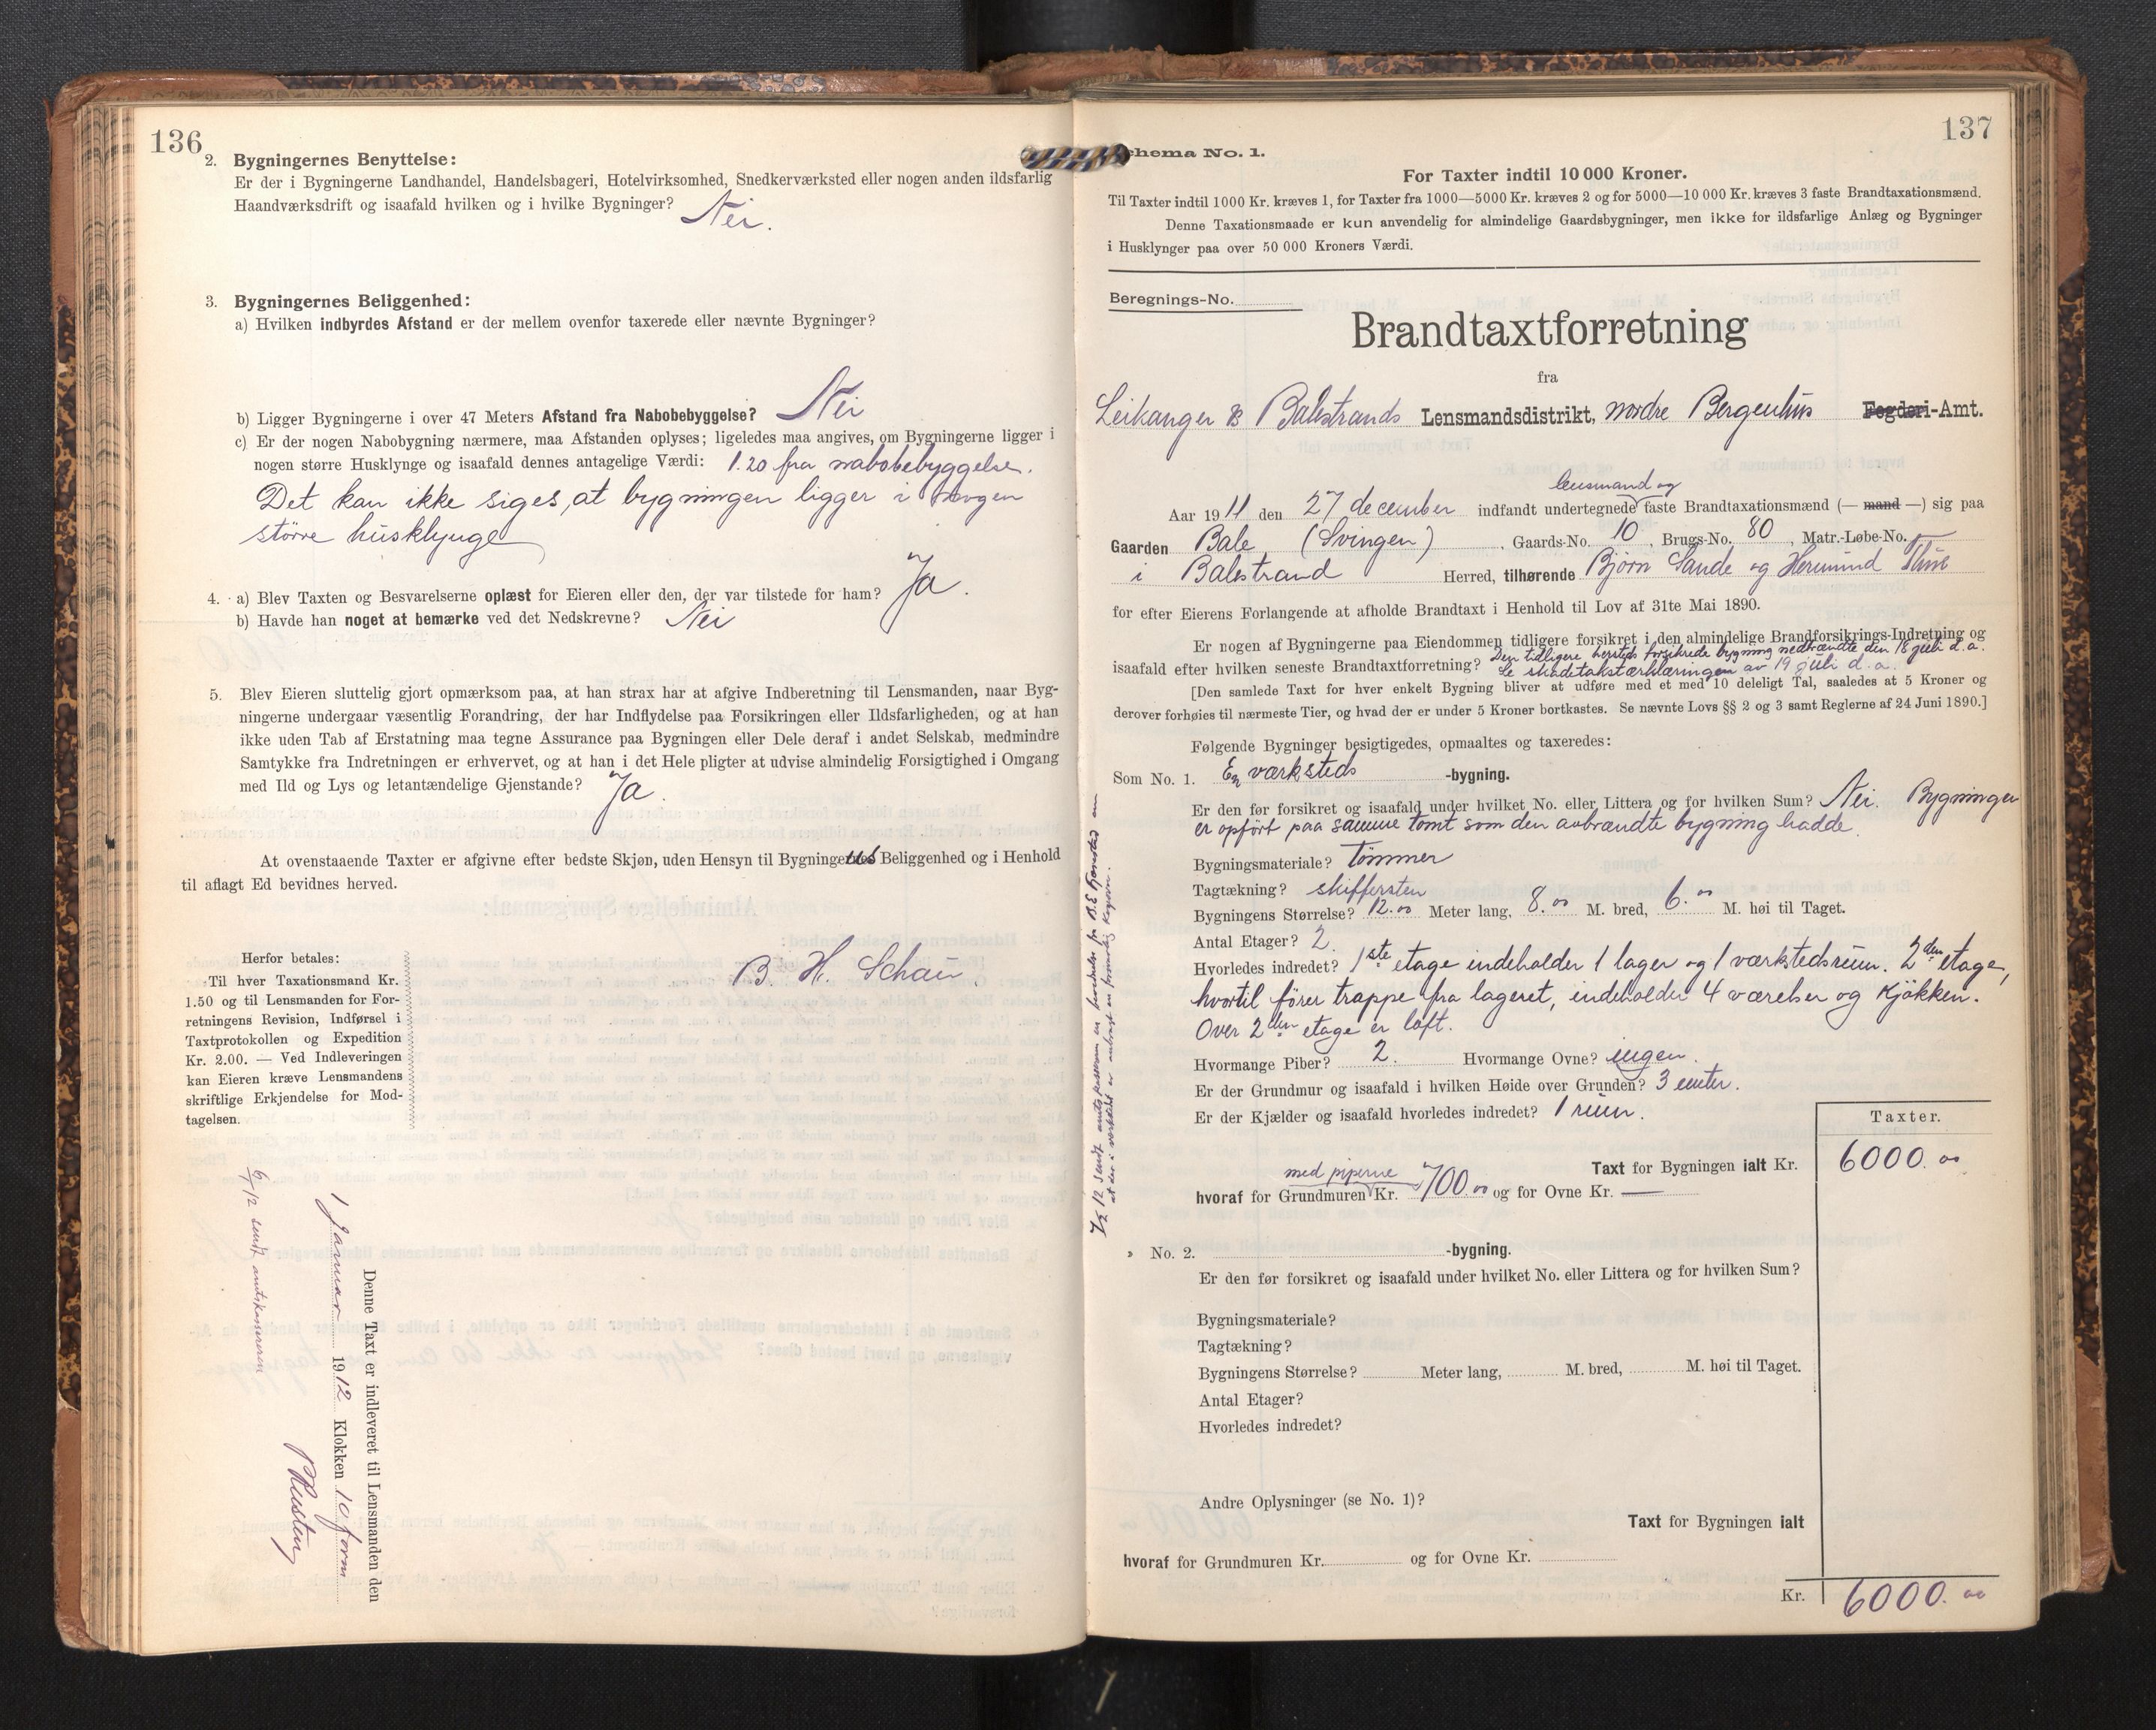 136
2. Bygningernes Benyttelse:
Er der i Bygningerne Landhandel, Handelsbageri, Hotelvirksomhed, Snedkerværksted eller nogen anden ildsfarlig
Haandværksdrift og isaafald hvilken og i hvilke Bygninger? Nei.
3. Bygningernes Beliggenhed:
a) Hvilken indbyrdes Afstand er der mellem ovenfor taxerede eller nævnte Bygninger?
b) Ligger Bygningerne i over 47 Meters Afstand fra Nabobebyggelse? Nei
c) Er der nogen Nabobygning nærmere, maa Afstanden oplyses; ligeledes maa angives, om Bygningerne ligger i
nogen større Husklynge og isaafald dennes antagelige Værdi: 1.20 fra nabobebyggelse.
Det kan ikke siges, at bygningen ligger i nogen
større husklynge
4. a) Blev Taxten og Besvarelserne oplæst for Eieren eller den, der var tilstede for ham? Ja.
b) Havde han noget at bemærke ved det Nedskrevne? Nei
5. Blev Eieren sluttelig gjort opmærksom paa, at han strax har at afgive Indberetning til Lensmanden, naar Byg-
ningerne undergaar væsentlig Forandring, der har Indflydelse paa Forsikringen eller Ildsfarligheden, og at han
ikke uden Tab af Erstatning maa tegne Assurance paa Bygningen eller Dele deraf i andet Selskab, medmindre
Samtykke fra Indretningen er erhvervet, og at han i det Hele pligter at udvise almindelig Forsigtighed i Omgang
med Ild og Lys og letantændelige Gjenstande? Ja.
At ovenstaaende Taxter er afgivne efter bedste Skjøn, uden Hensyn til Bygningens Beliggenhed og i Henhold
til aflagt Ed bevidnes herved.
B. H. Schau.
Herfor betales:
Til hver Taxationsmand Kr.
1.50 og til Lensmanden for For-
retningens Revision, Indførsel i
Taxtprotokollen og Expedition
Kr. 2.00. — Ved Indleveringen
kan Eieren kræve Lensmandens
skriftlige Erkjendelse for Mod-
tagelsen.
Denne Taxt er indleveret til Lensmanden den
1 januar 1912 Klokken 10 form
6/12 sendt amtskassereren
137
chema No. 1.
For Taxter indtil 10 000 Kroner.
Til Taxter indtil 1000 Kr. kræves 1, for Taxter fra 1000—5000 Kr. kræves 2 og for 5000—10 000 Kr. kræves 3 faste Brandtaxationsmænd.
Denne Taxationsmaade er kun anvendelig for almindelige Gaardsbygninger, men ikke for ildsfarlige Anlæg og Bygninger
i Husklynger paa over 50 000 Kroners Værdi.
Beregnings-No.
Brandtaxtforretning
fra
Leikanger & Balestrands Lensmandsdistrikt, nordre Bergenhus Fogderi-Amt.
lensmand og
Aar 1911 den 27 december indfandt undertegnede faste Brandtaxationsmænd (— mand —) sig paa
Gaarden Bale (Svingen), Gaards-No. 10, Brugs-No. 80, Matr.-Løbe-No. —
i Balestrand Herred, tilhørende Bjørn Sande og Hermund Thue
for efter Eierens Forlangende at afholde Brandtaxt i Henhold til Lov af 31te Mai 1890.
Er nogen af Bygningerne paa Eiendommen tidligere forsikret i den almindelige Brandforsikrings-Indretning og
isaafald efter hvilken seneste Brandtaxtforretning? Den tidligere hersteds forsikrede bygning nedbrændte den 18 juli d. a.
Se skadetakstærklæringen av 19 juli d. a.
[Den samlede Taxt for hver enkelt Bygning bliver at udføre med et med 10 deleligt Tal, saaledes at 5 Kroner og
derover forhøies til nærmeste Tier, og hvad der er under 5 Kroner bortkastes. Se nævnte Lovs §§ 2 og 3 samt Reglerne af 24 Juni 1890.]
Følgende Bygninger besigtigedes, opmaaltes og taxeredes:
Som No. 1. En værksteds -bygning.
Er den før forsikret og isaafald under hvilket No. eller Littera og for hvilken Sum? Nei. Bygningen
er opført paa samme tomt som den avbrændte bygning hadde.
Bygningsmateriale? Tømmer
Tagtækning? skiffersten
Bygningens Størrelse? 12.00 Meter lang, 8.00 M. bred, 6.00 M. høi til Taget.
Antal Etager? 2.
Hvorledes indredet? 1ste etage indeholder 1 lager og 1 værkstedsrum. 2den etage,
hvortil fører trappe fra lageret, indeholder 4 værelser og kjøkken.
Over 2den etage er loft.
Hvormange Piber? 2. Hvormange Ovne? ingen.
Er der Grundmur og isaafald i hvilken Høide over Grunden? 3 meter.
Er der Kjælder og isaafald hvorledes indredet? 1 rum.
Taxter.
Taxt for Bygningen ialt Kr. 6000.00
med piperne
hvoraf for Grundmuren Kr. 700.00 og for Ovne Kr. —
No. 2. -bygning.
Er den før forsikret og isaafald under hvilket No. eller Littera og for hvilken Sum?
Bygningsmateriale?
Tagtækning?
Bygningens Størrelse? Meter lang, M. bred, M. høi til Taget.
Antal Etager?
Hvorledes indredet?
Andre Oplysninger (se No. 1)?
Taxt for Bygningen ialt
hvoraf for Grundmuren Kr. og for Ovne Kr.
Kr. 6000.00